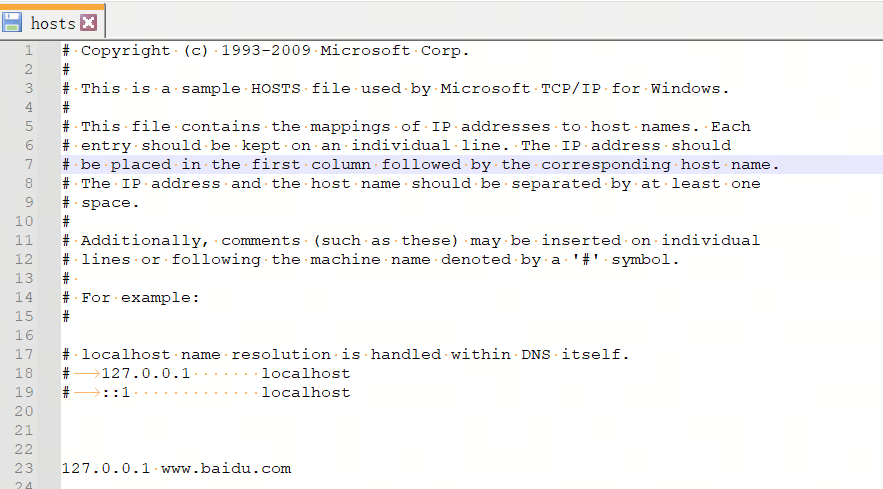 hosts
1 # Copyright (c) 1993-2009 Microsoft Corp.
2 #
3 # This is a sample HOSTS file used by Microsoft TCP/IP for Windows.
4 #
5 # This file contains the mappings of IP addresses to host names. Each
6 # entry should be kept on an individual line. The IP address should
7 # be placed in the first column followed by the corresponding host name.
8 # The IP address and the host name should be separated by at least one
9 # space.
10 #
11 # Additionally, comments (such as these) may be inserted on individual
12 # lines or following the machine name denoted by a '#' symbol.
13 #
14 # For example:
15 #
16
17 # localhost name resolution is handled within DNS itself.
18 # 127.0.0.1 localhost
19 # ::1 localhost
20
21
22
23 127.0.0.1 www.baidu.com
24